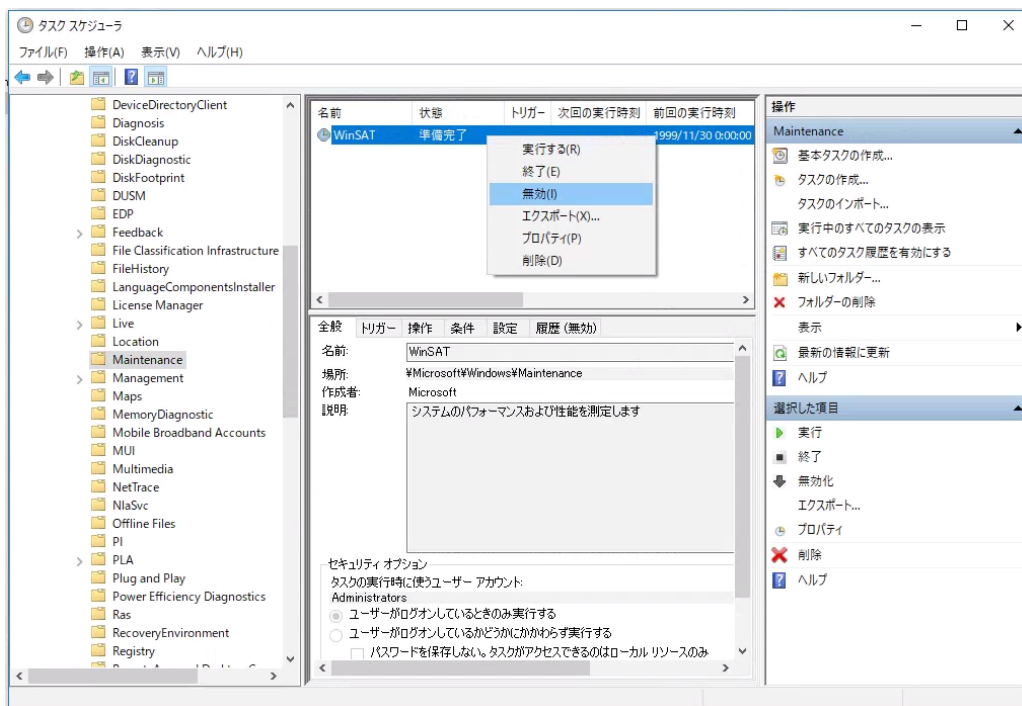 タスク スケジューラ
ファイル(F) 操作(A) 表示(V) ヘルプ(H)
DeviceDirectoryClient
Diagnosis
DiskCleanup
DiskDiagnostic
DiskFootprint
DUSM
EDP
Feedback
File Classification Infrastructure
FileHistory
LanguageComponentsInstaller
License Manager
Live
Location
Maintenance
Management
Maps
MemoryDiagnostic
Mobile Broadband Accounts
MUI
Multimedia
NetTrace
NlaSvc
Offline Files
PI
PLA
Plug and Play
Power Efficiency Diagnostics
Ras
RecoveryEnvironment
Registry
名前 状態 トリガー 次回の実行時刻 前回の実行時刻
WinSAT 準備完了 1999/11/30 0:00:00
実行する(R)
終了(E)
無効(I)
エクスポート(X)...
プロパティ(P)
削除(D)
全般 トリガー 操作 条件 設定 履歴 (無効)
名前: WinSAT
場所: ¥Microsoft¥Windows¥Maintenance
作成者: Microsoft
説明: システムのパフォーマンスおよび性能を測定します
セキュリティ オプション
タスクの実行時に使うユーザー アカウント:
Administrators
ユーザーがログオンしているときのみ実行する
ユーザーがログオンしているかどうかにかかわらず実行する
パスワードを保存しない。タスクがアクセスできるのはローカル リソースのみ
操作
Maintenance
基本タスクの作成...
タスクの作成...
タスクのインポート...
実行中のすべてのタスクの表示
すべてのタスク履歴を有効にする
新しいフォルダー...
フォルダーの削除
表示
最新の情報に更新
ヘルプ
選択した項目
実行
終了
無効化
エクスポート...
プロパティ
削除
ヘルプ